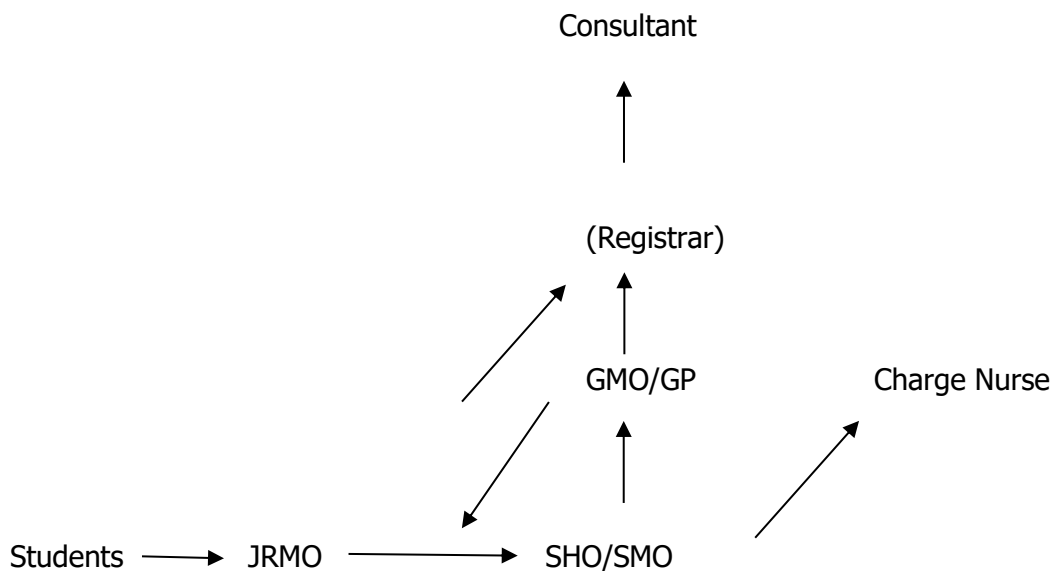 Consultant
(Registrar)
GMO/GP
Charge Nurse
Students
JRMO
SHO/SMO